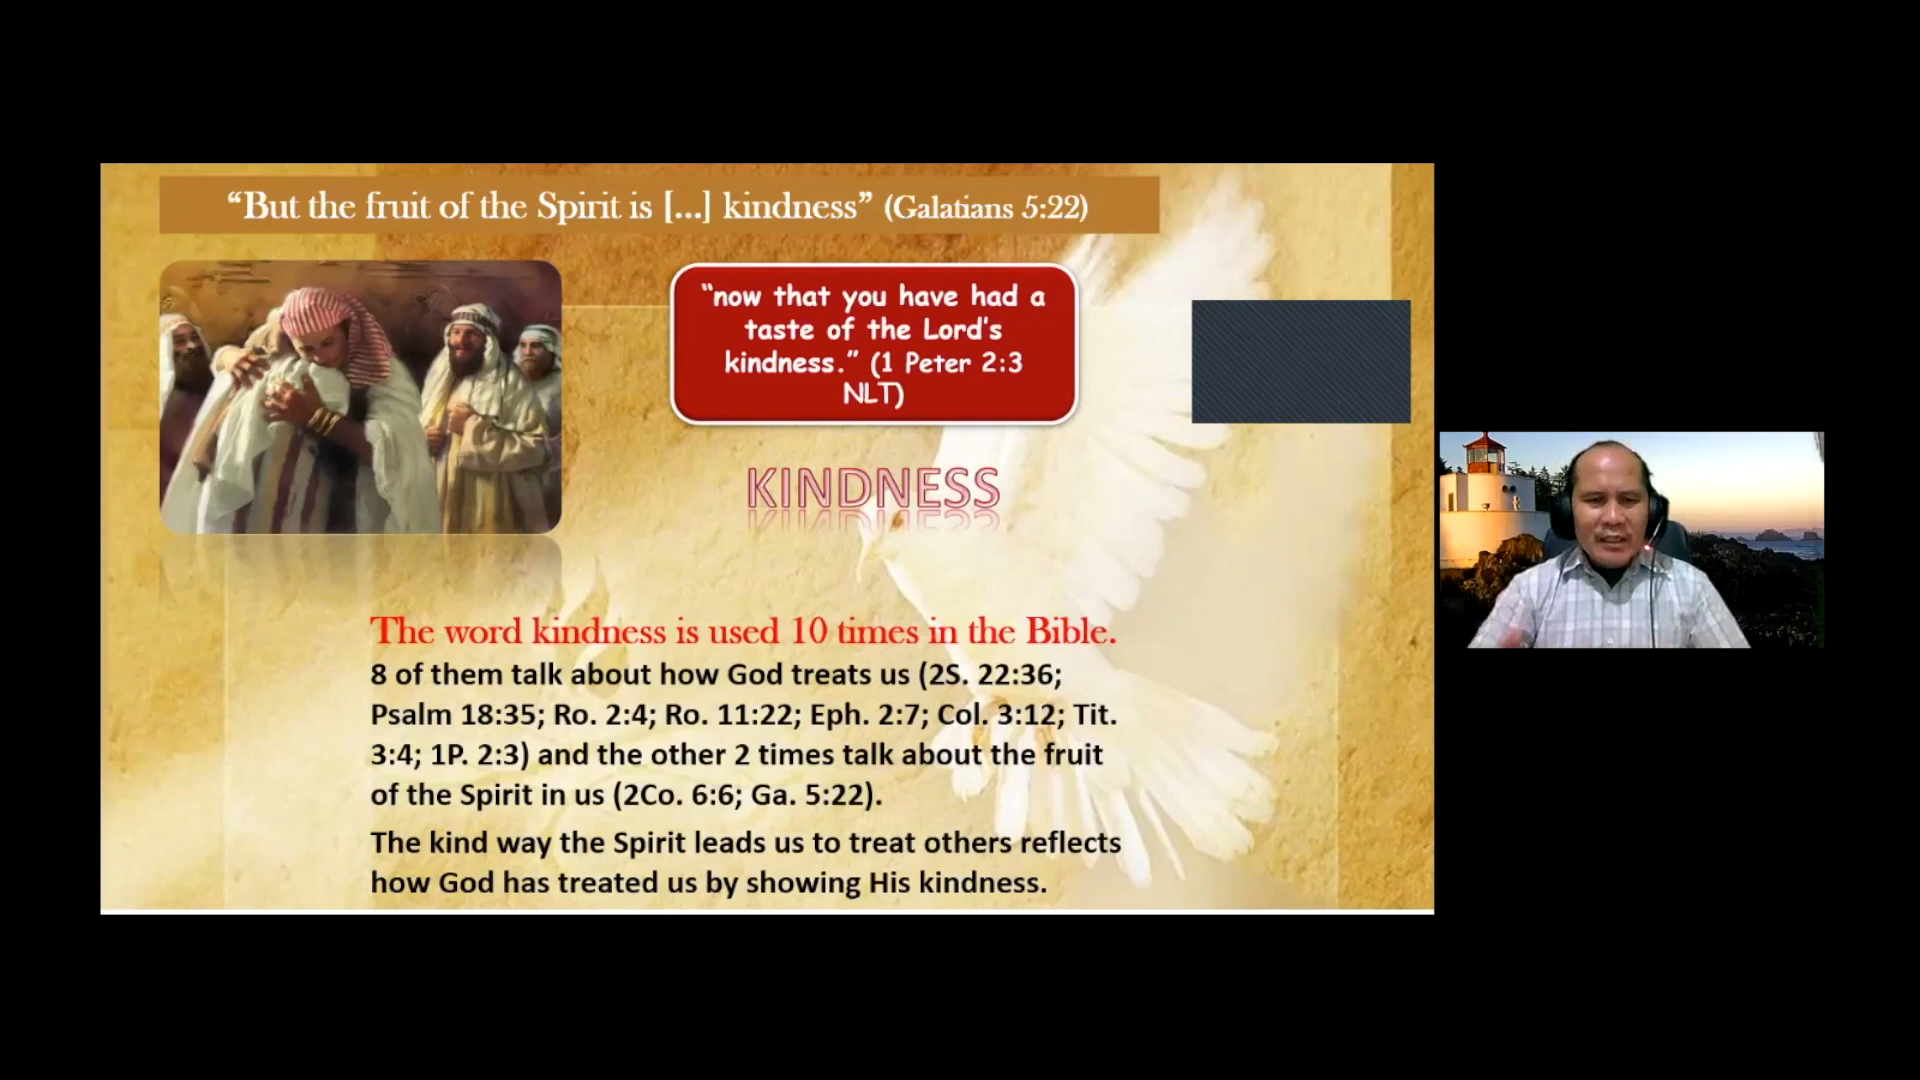 “But the fruit of the Spirit is [...] kindness” (Galatians 5:22)
“now that you have had a
taste of the Lord’s
kindness.” (1 Peter 2:3
NLT)
KINDNESS
The word kindness is used 10 times in the Bible.
8 of them talk about how God treats us (2S. 22:36;
Psalm 18:35; Ro. 2:4; Ro. 11:22; Eph. 2:7; Col. 3:12; Tit.
3:4; 1P. 2:3) and the other 2 times talk about the fruit
of the Spirit in us (2Co. 6:6; Ga. 5:22).
The kind way the Spirit leads us to treat others reflects
how God has treated us by showing His kindness.